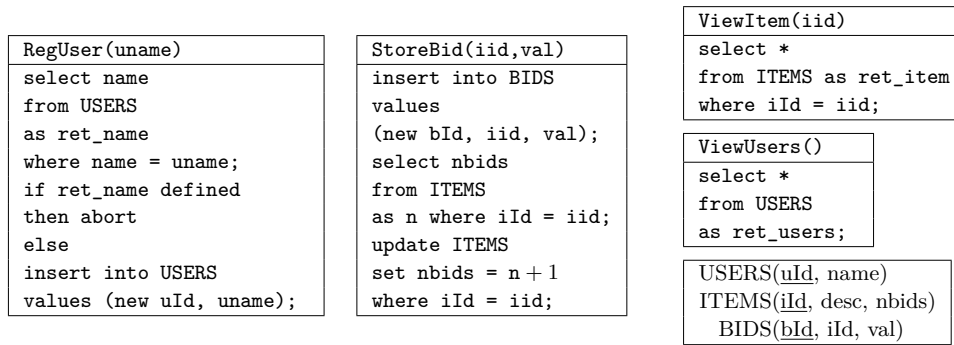 RegUser(uname)
select name
from USERS
as ret_name
where name = uname;
if ret_name defined
then abort
else
insert into USERS
values (new uId, uname);
StoreBid(iid,val)
insert into BIDS
values
(new bId, iid, val);
select nbids
from ITEMS
as n where iId = iid;
update ITEMS
set nbids = n + 1
where iId = iid;
ViewItem(iid)
select *
from ITEMS as ret_item
where iId = iid;
ViewUsers()
select *
from USERS
as ret_users;
USERS(uId, name)
ITEMS(iId, desc, nbids)
BIDS(bId, iId, val)